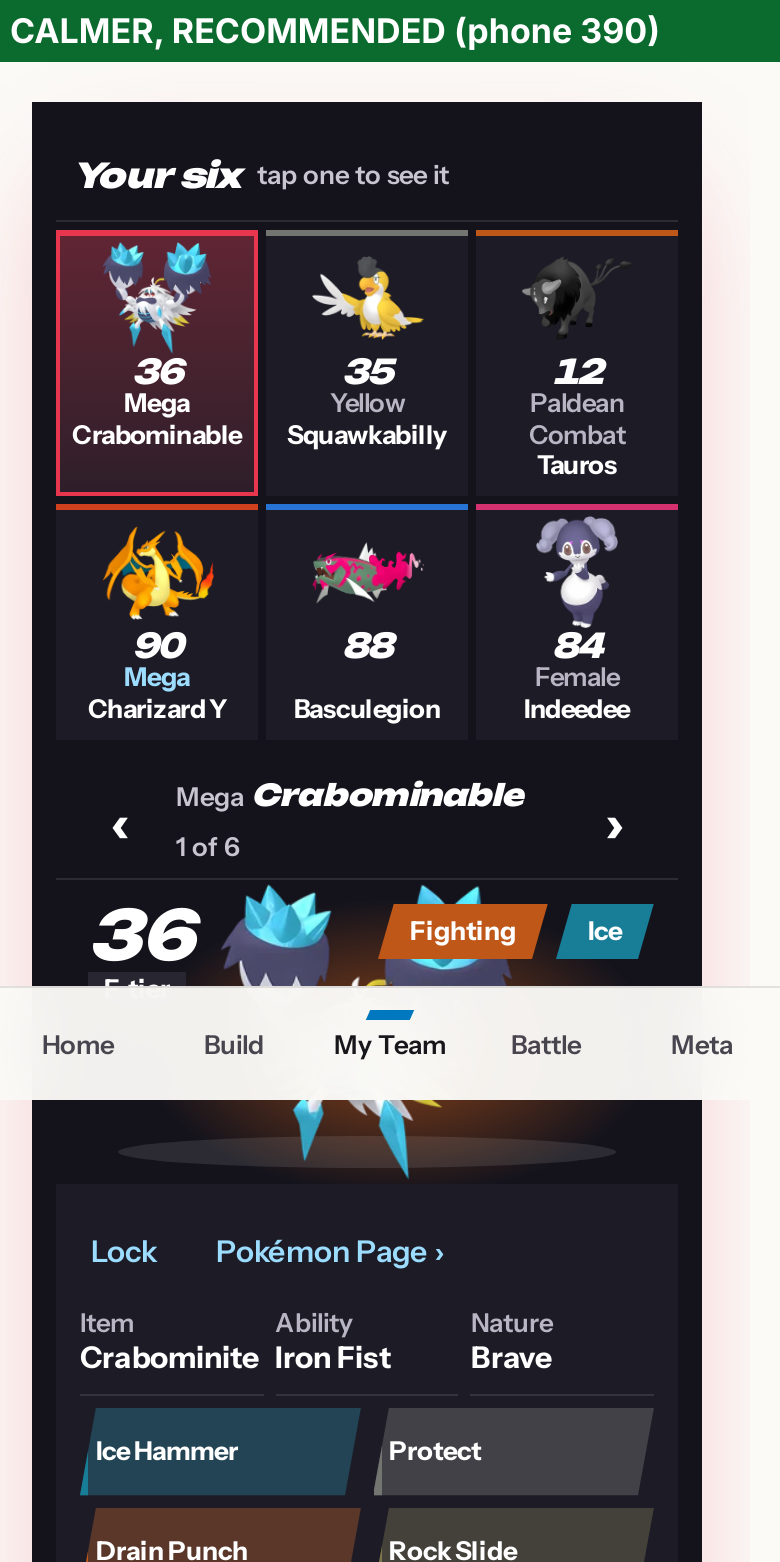 CALMER, RECOMMENDED (phone 390)
Your six tap one to see it
36
Mega
Crabominable
35
Yellow
Squawkabilly
12
Paldean
Combat
Tauros
90
Mega
Charizard Y
88
Basculegion
84
Female
Indeedee
‹
Mega Crabominable
1 of 6
›
36
Fighting
Ice
Home
Build
My Team
Battle
Meta
Lock
Pokémon Page ›
Item
Crabominite
Ability
Iron Fist
Nature
Brave
Ice Hammer
Protect
Drain Punch
Rock Slide